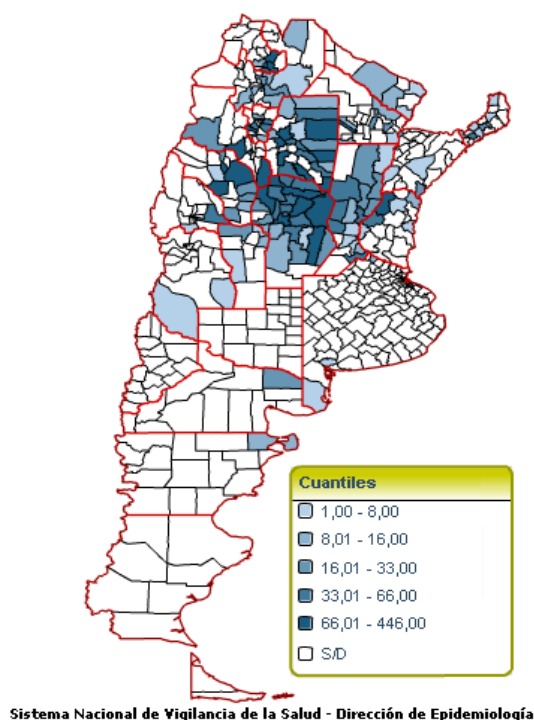 Cuantiles
1,00 - 8,00
8,01 - 16,00
16,01 - 33,00
33,01 - 66,00
66,01 - 446,00
S/D
Sistema Nacional de Vigilancia de la Salud - Dirección de Epidemiología